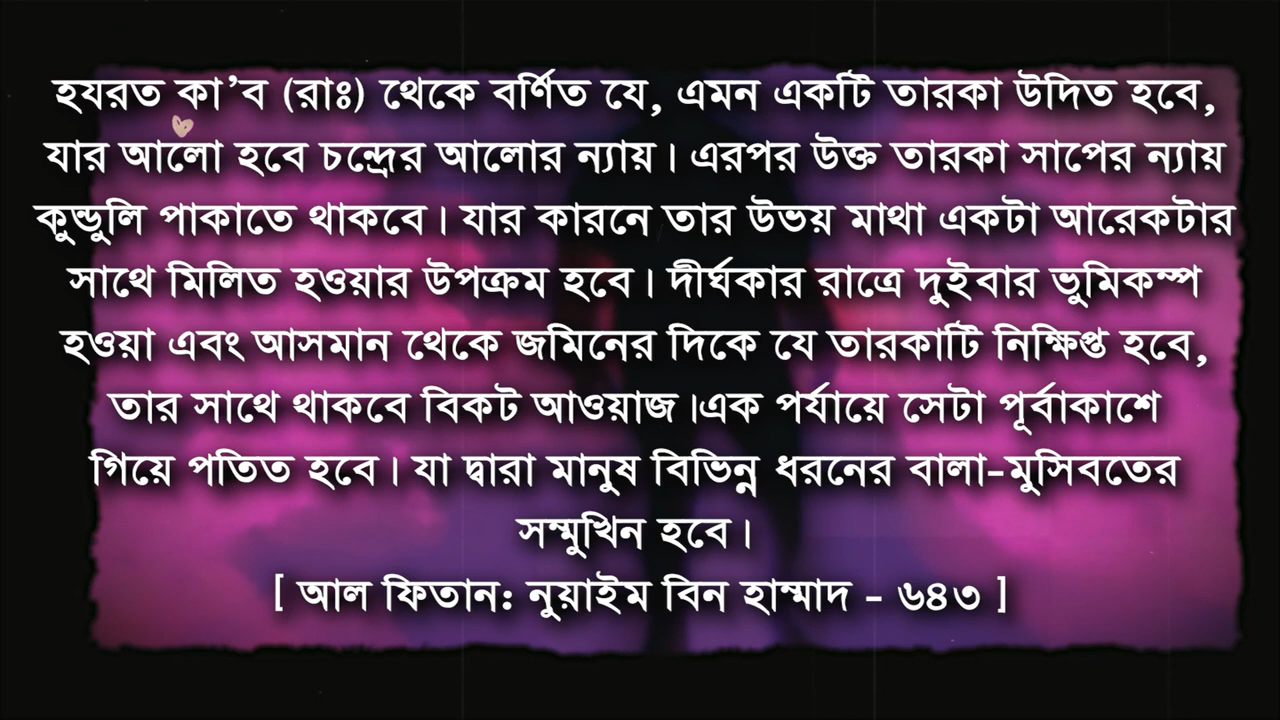 হযরত কা’ব (রাঃ) থেকে বর্ণিত যে, এমন একটি তারকা উদিত হবে,
যার আলো হবে চন্দ্রের আলোর ন্যায়। এরপর উক্ত তারকা সাপের ন্যায়
কুন্ডুলি পাকাতে থাকবে। যার কারনে তার উভয় মাথা একটা আরেকটার
সাথে মিলিত হওয়ার উপক্রম হবে। দীর্ঘকার রাত্রে দুইবার ভুমিকম্প
হওয়া এবং আসমান থেকে জমিনের দিকে যে তারকাটি নিক্ষিপ্ত হবে,
তার সাথে থাকবে বিকট আওয়াজ।এক পর্যায়ে সেটা পূর্বাকাশে
গিয়ে পতিত হবে। যা দ্বারা মানুষ বিভিন্ন ধরনের বালা-মুসিবতের
সম্মুখিন হবে।
[ আল ফিতান: নুয়াইম বিন হাম্মাদ - ৬৪৩ ]